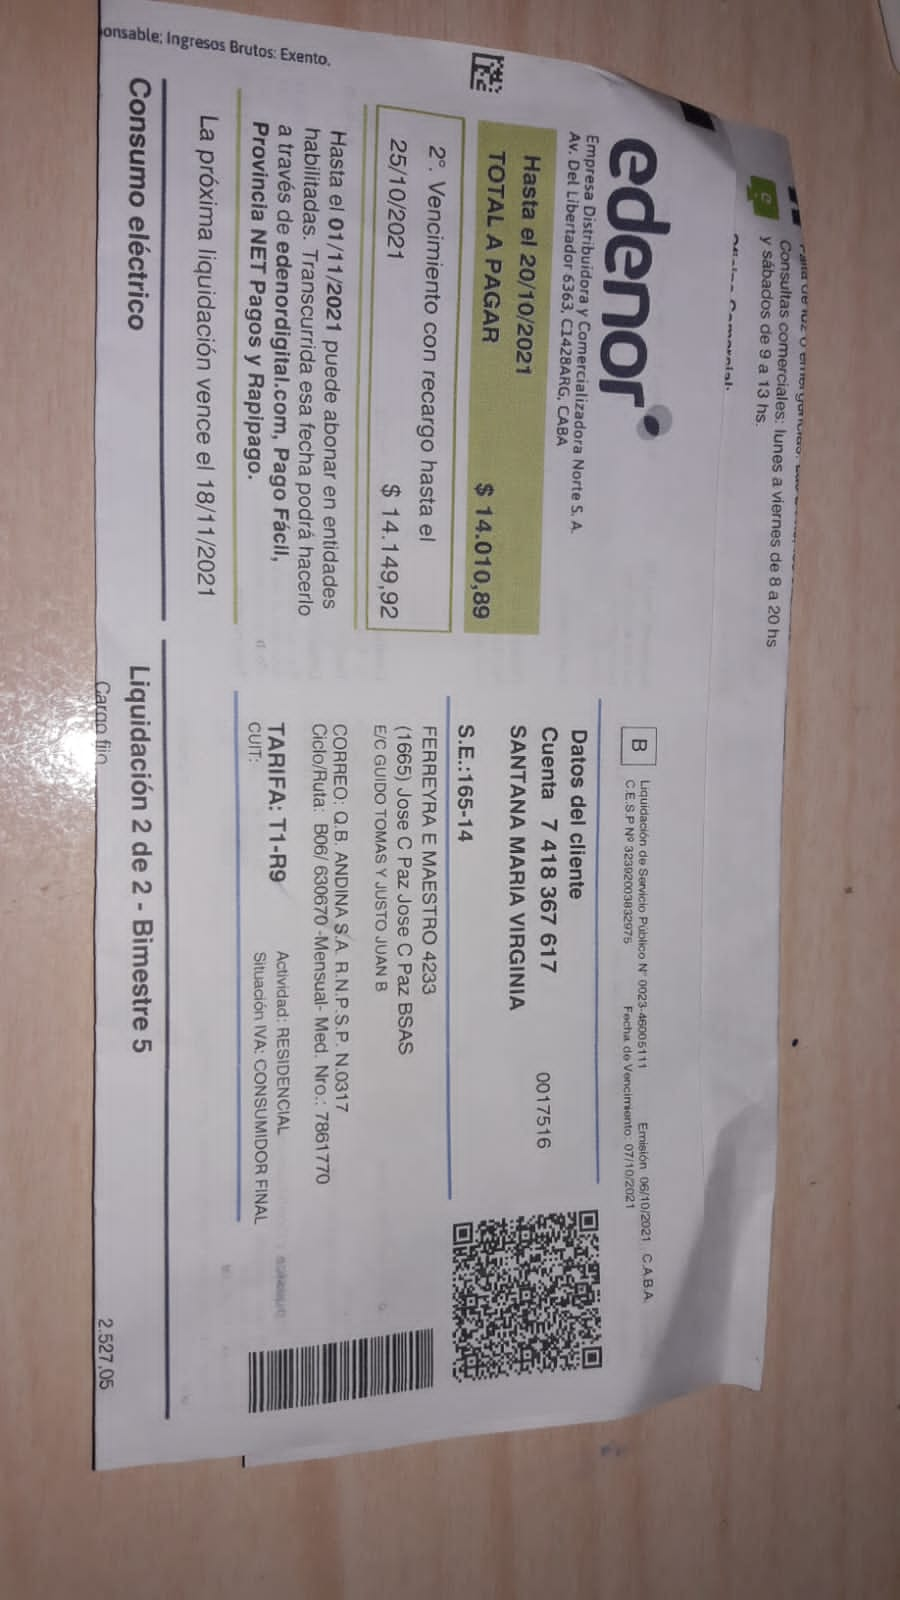 Consultas comerciales: lunes a viernes de 8 a 20 hs
y sábados de 9 a 13 hs.
edenor
Empresa Distribuidora y Comercializadora Norte S. A.
Av. Del Libertador 6363, C1428ARG, CABA
Hasta el 20/10/2021
TOTAL A PAGAR $ 14.010,89
2°. Vencimiento con recargo hasta el
25/10/2021 $ 14.149,92
Hasta el 01/11/2021 puede abonar en entidades
habilitadas. Transcurrida esa fecha podrá hacerlo
a través de edenordigital.com, Pago Fácil,
Provincia NET Pagos y Rapipago.
La próxima liquidación vence el 18/11/2021
B
Liquidación de Servicio Público N° 0023-46005111 Emisión 06/10/2021 C.A.B.A.
C.E.S.P Nº 32392003832975 Fecha de Vencimiento: 07/10/2021
Datos del cliente
Cuenta 7 418 367 617 0017516
SANTANA MARIA VIRGINIA
S.E.:165-14
FERREYRA E MAESTRO 4233
(1665) Jose C Paz Jose C Paz BSAS
E/C GUIDO TOMAS Y JUSTO JUAN B
CORREO: Q.B. ANDINA S.A. R.N.P.S.P. N.0317
Ciclo/Ruta: B06/ 630670 -Mensual- Med. Nro.: 7861770
TARIFA: T1-R9 Actividad: RESIDENCIAL
CUIT: Situación IVA: CONSUMIDOR FINAL
onsable; Ingresos Brutos: Exento.
Consumo eléctrico
Liquidación 2 de 2 - Bimestre 5
Cargo fijo 2.527,05